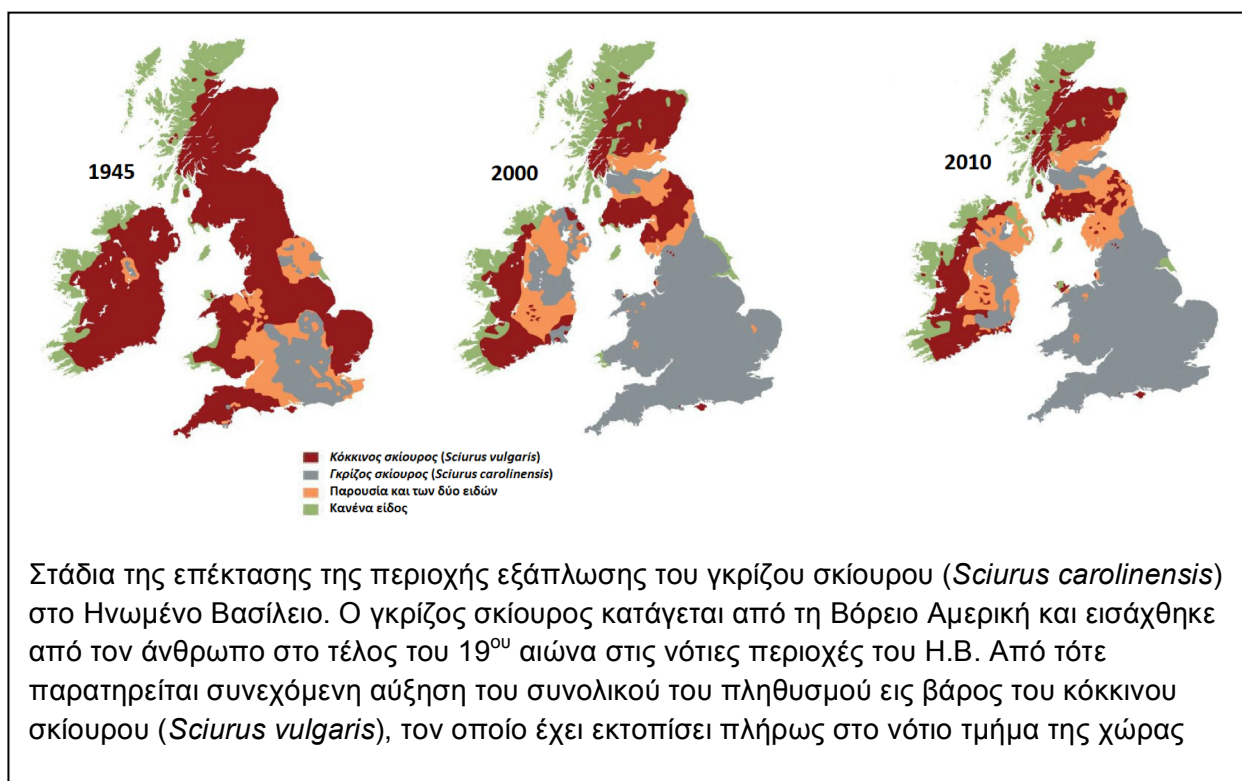 1945
2000
2010
Κόκκινος σκίουρος (Sciurus vulgaris)
Γκρίζος σκίουρος (Sciurus carolinensis)
Παρουσία και των δύο ειδών
Κανένα είδος
Στάδια της επέκτασης της περιοχής εξάπλωσης του γκρίζου σκίουρου (Sciurus carolinensis)
στο Ηνωμένο Βασίλειο. Ο γκρίζος σκίουρος κατάγεται από τη Βόρειο Αμερική και εισάχθηκε
από τον άνθρωπο στο τέλος του 19ου αιώνα στις νότιες περιοχές του Η.Β. Από τότε
παρατηρείται συνεχόμενη αύξηση του συνολικού του πληθυσμού εις βάρος του κόκκινου
σκίουρου (Sciurus vulgaris), τον οποίο έχει εκτοπίσει πλήρως στο νότιο τμήμα της χώρας